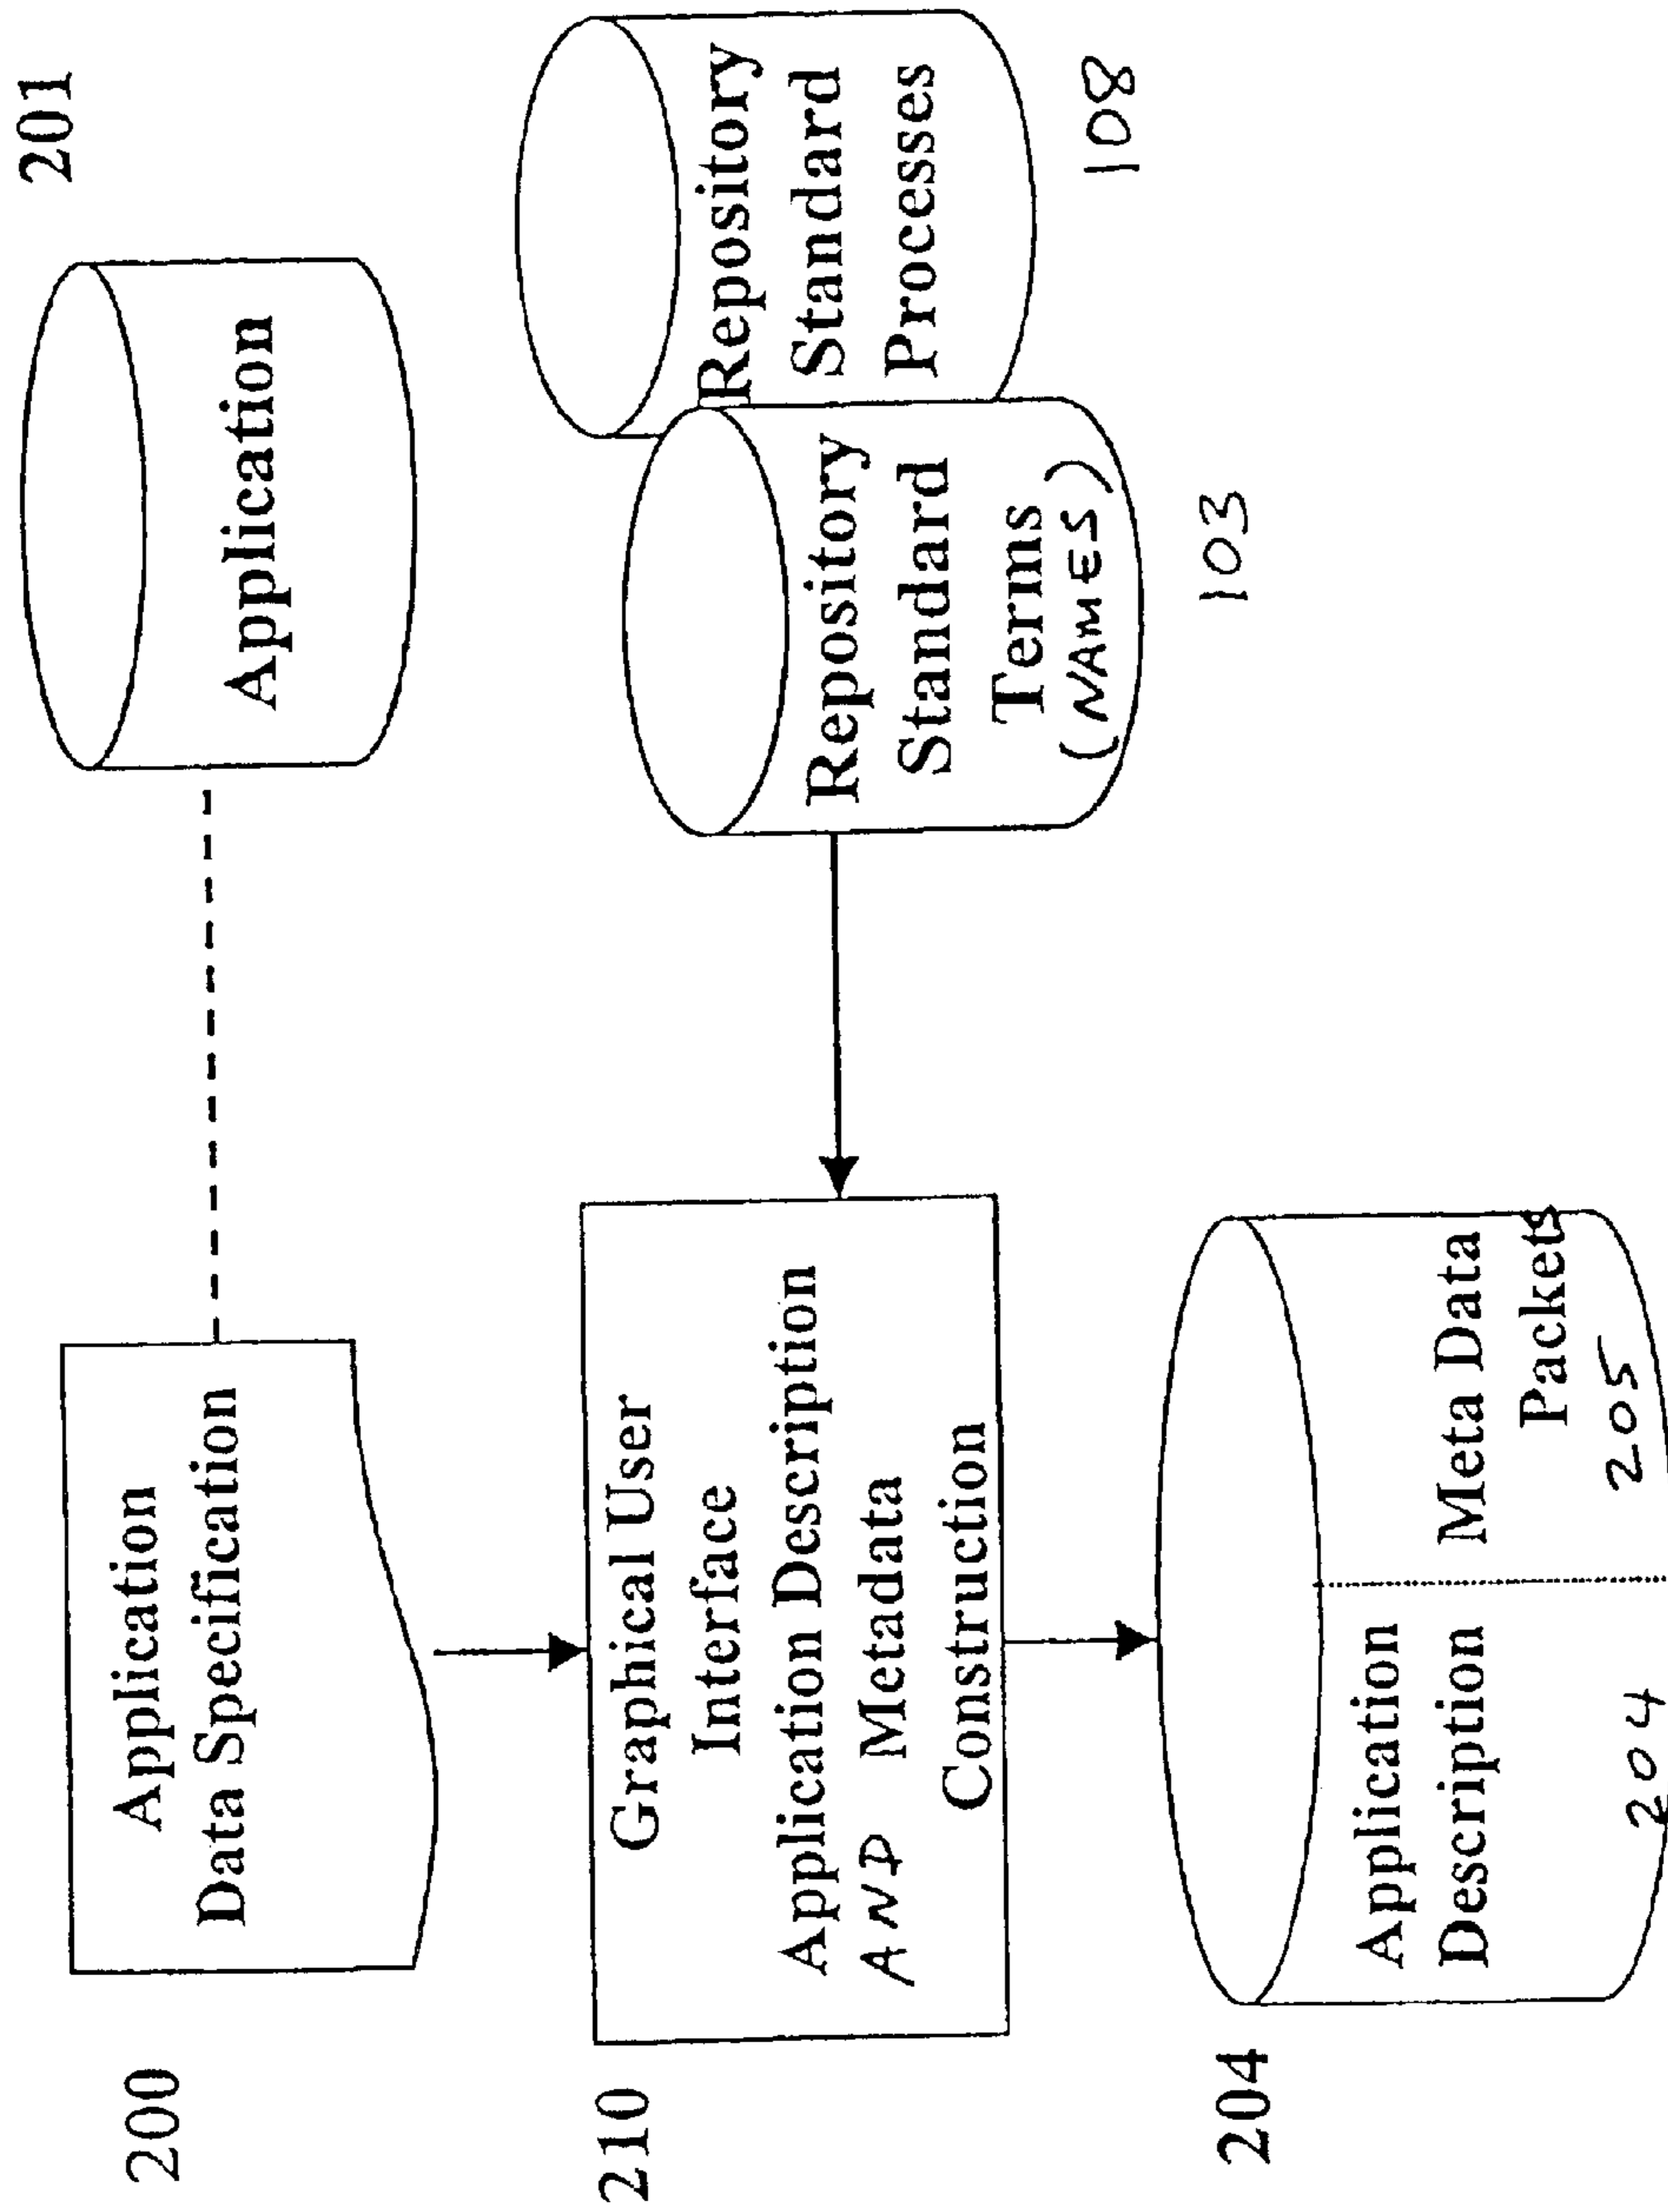 200
Application
Data Specification
Application
201
210
Graphical User
Interface
Application Description
AND Metadata
Construction
Repository
Standard
Terms
(NAMES)
103
Repository
Standard
Processes
108
204
Application
Description
204
Meta Data
Packets
205